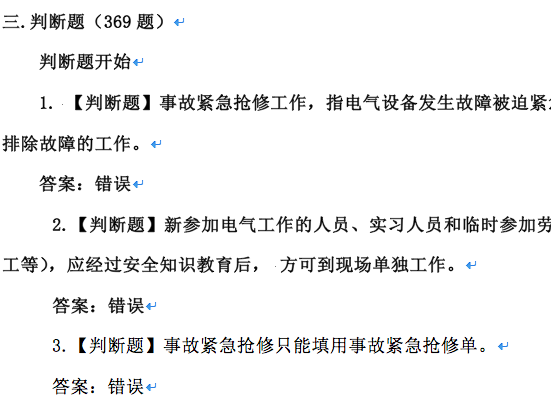 三.判断题（369 题）
判断题开始
1. .【判断题】事故紧急抢修工作，指电气设备发生故障被迫紧急
排除故障的工作。
答案：错误
2.【判断题】新参加电气工作的人员、实习人员和临时参加劳
工等），应经过安全知识教育后， 方可到现场单独工作。
答案：错误
3.【判断题】事故紧急抢修只能填用事故紧急抢修单。
答案：错误